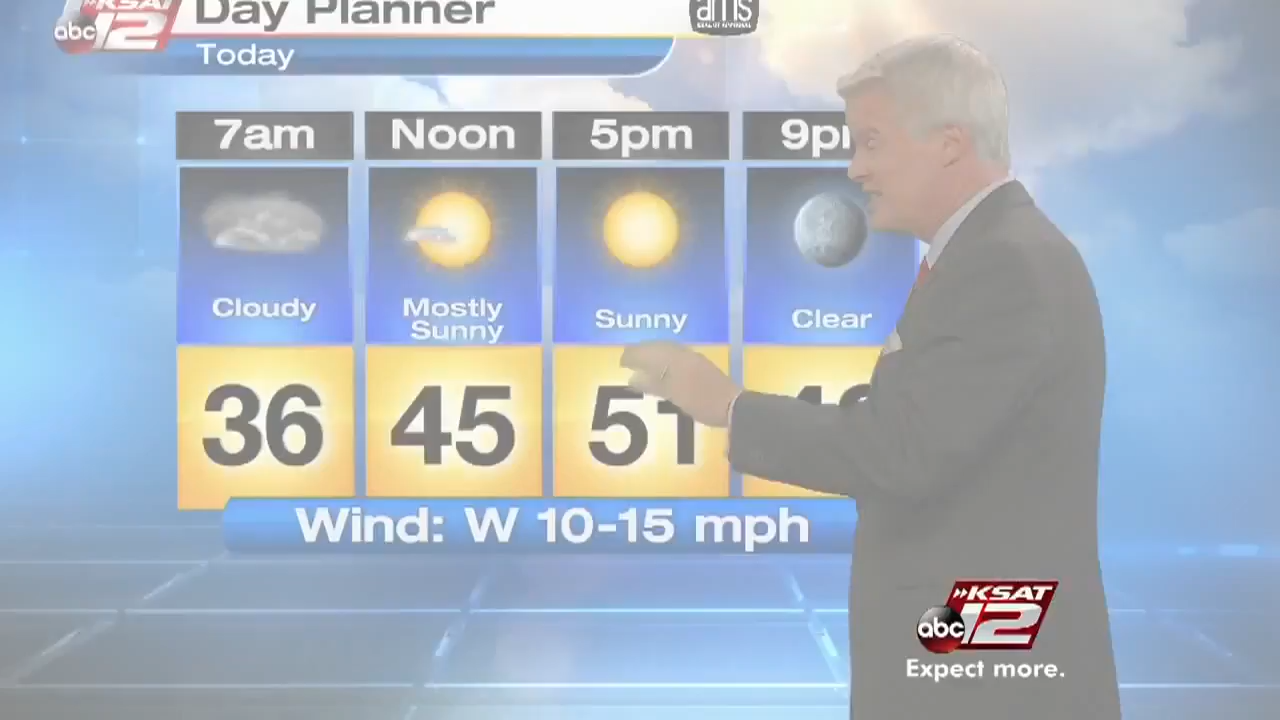 KSAT
abc 12
Day Planner
ams
Today
7am
Noon
5pm
Cloudy
Mostly
Sunny
Sunny
Clear
36
45
51
Wind: W 10-15 mph
KSAT
abc 12
Expect more.